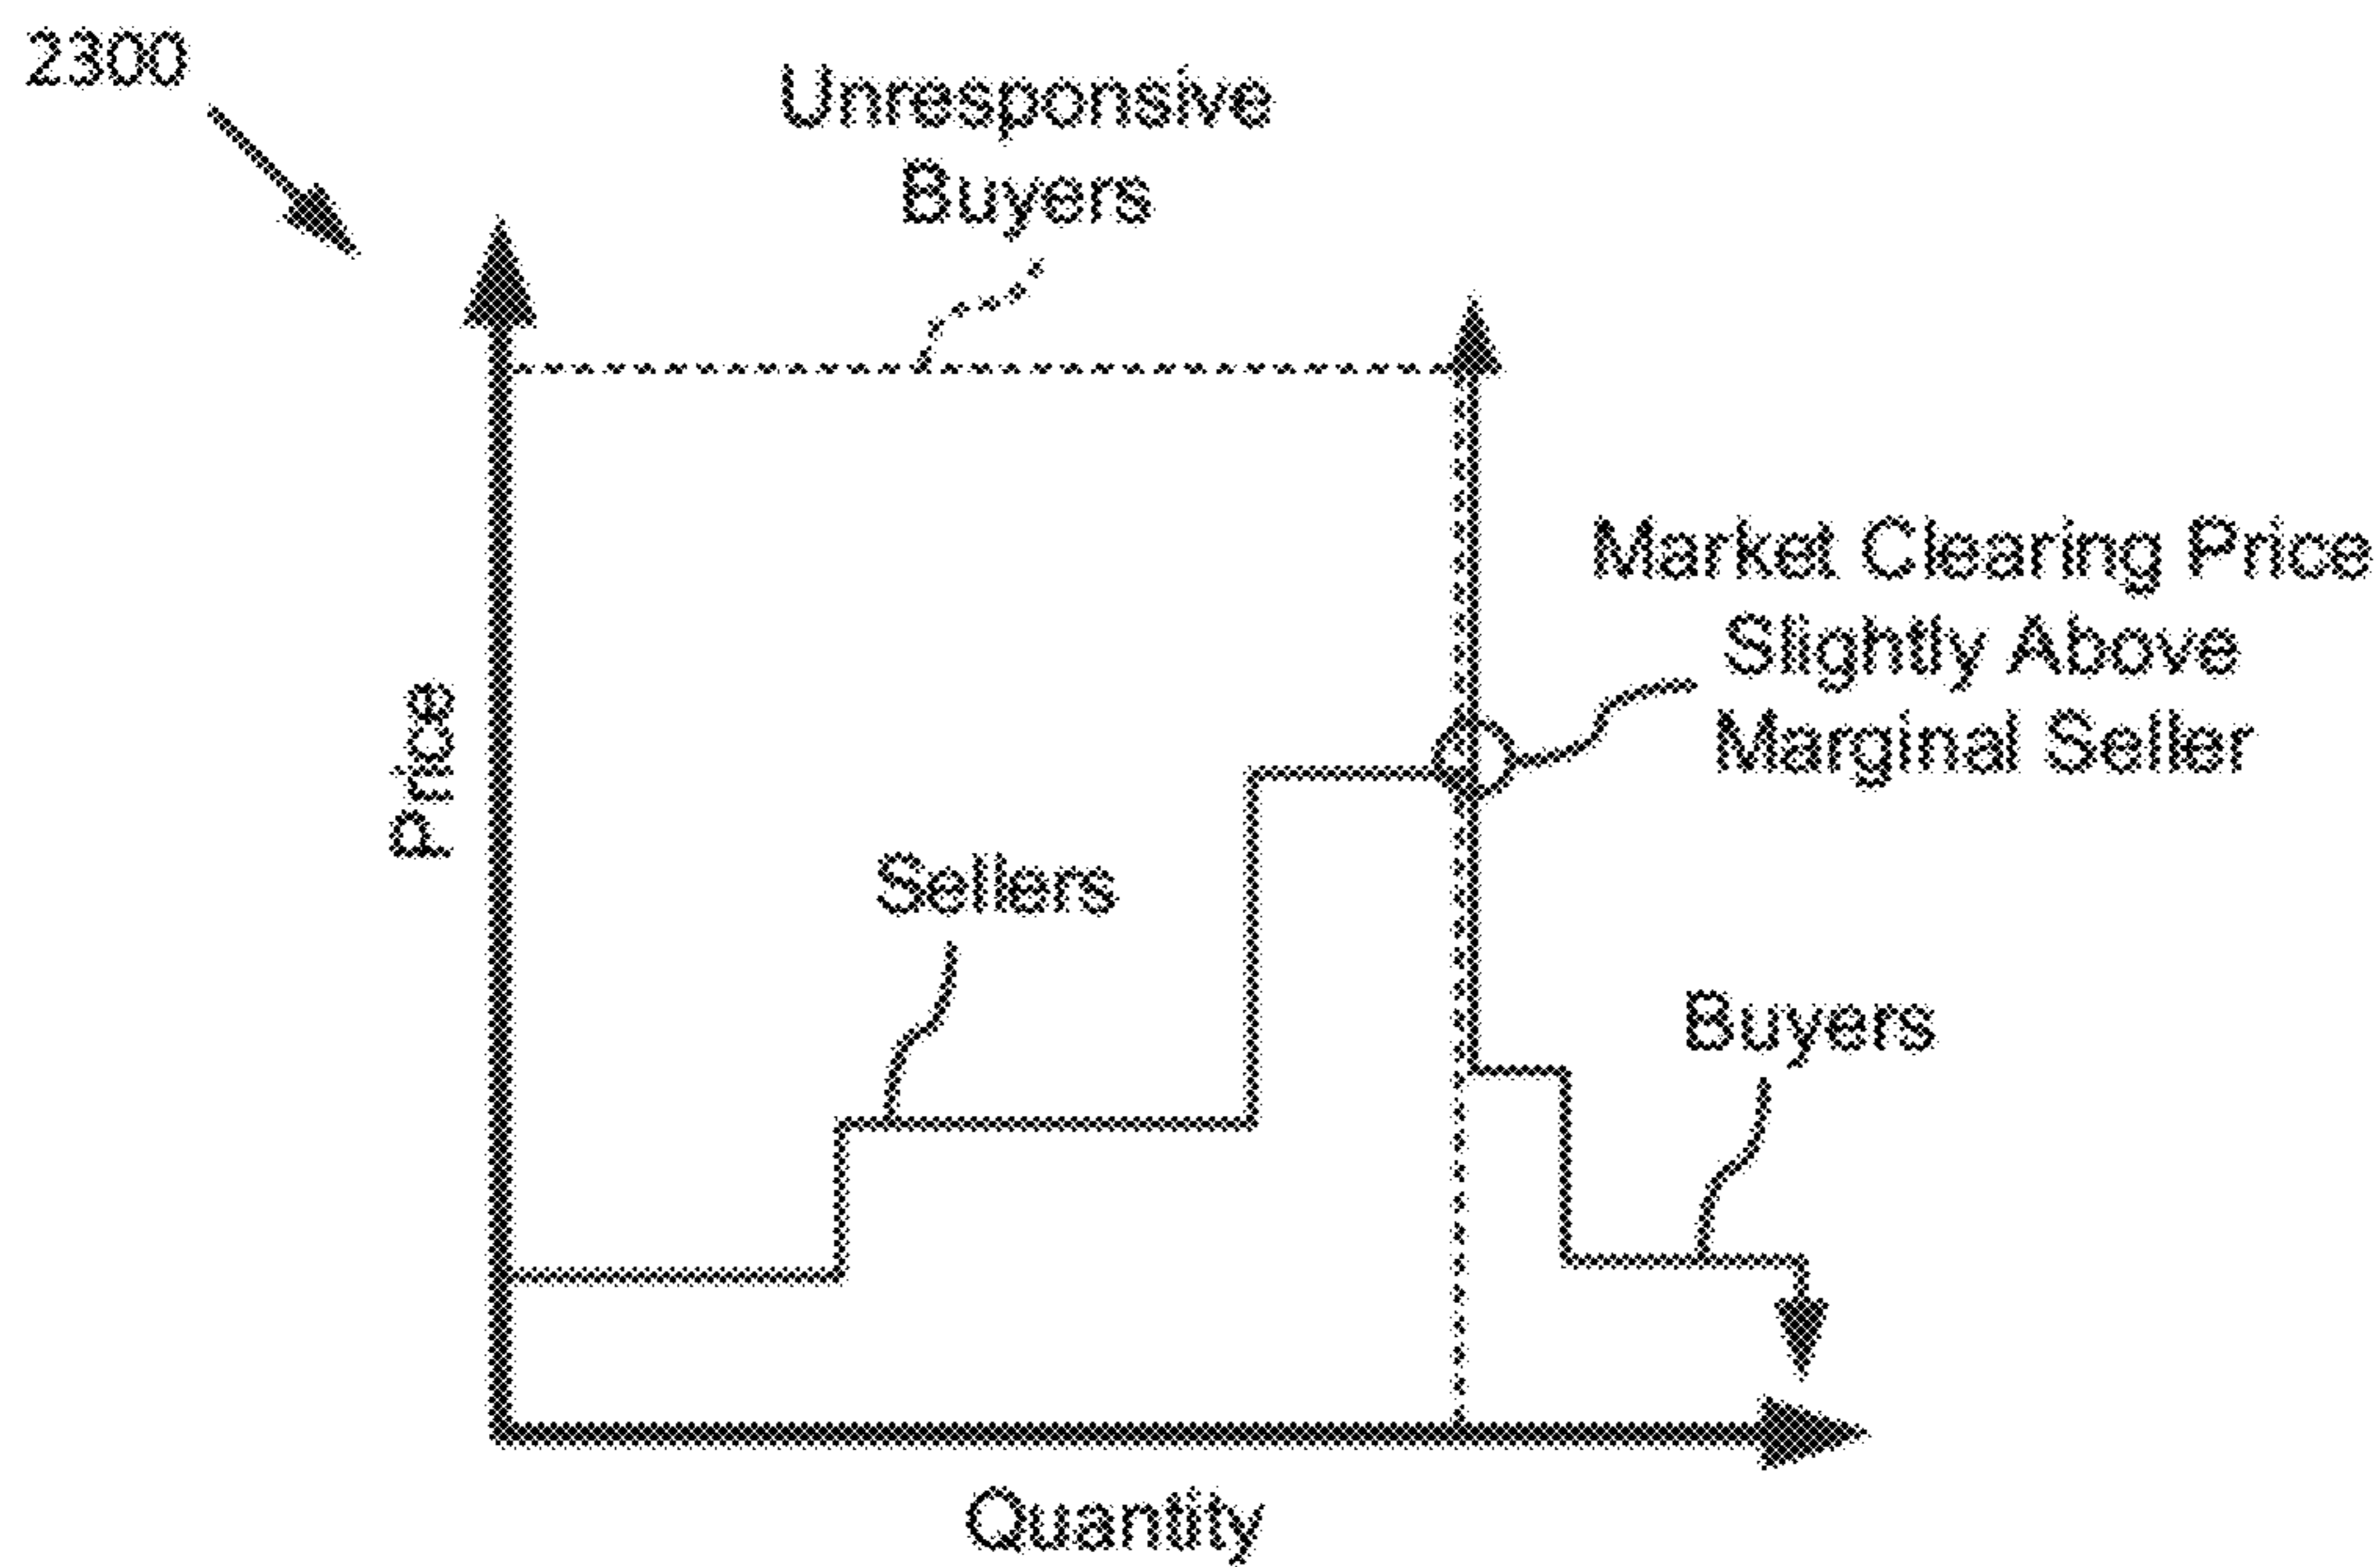 2300
Unresponsive
Buyers
Market Clearing Price
Slightly Above
Marginal Seller
Price
Sellers
Buyers
Quantity